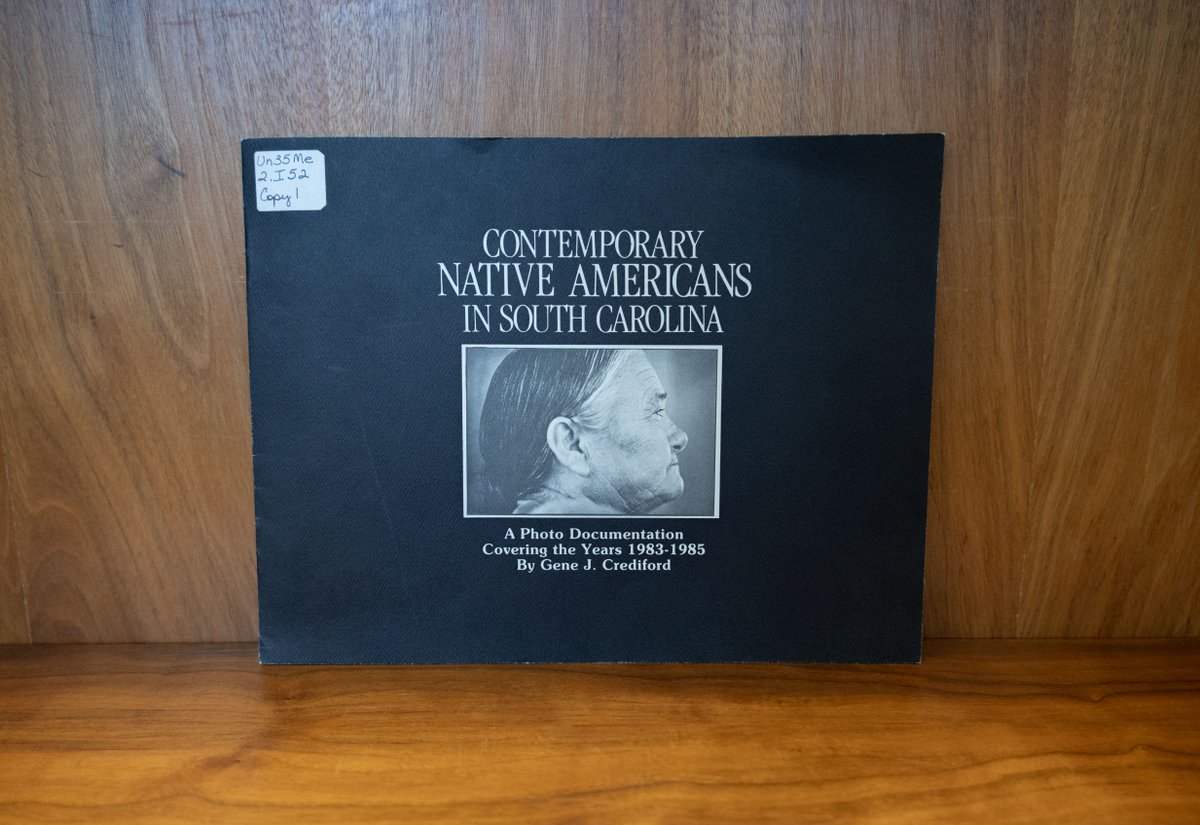 Un35Me
2.I52
Copy 1
CONTEMPORARY
NATIVE AMERICANS
IN SOUTH CAROLINA
A Photo Documentation
Covering the Years 1983-1985
By Gene J. Crediford